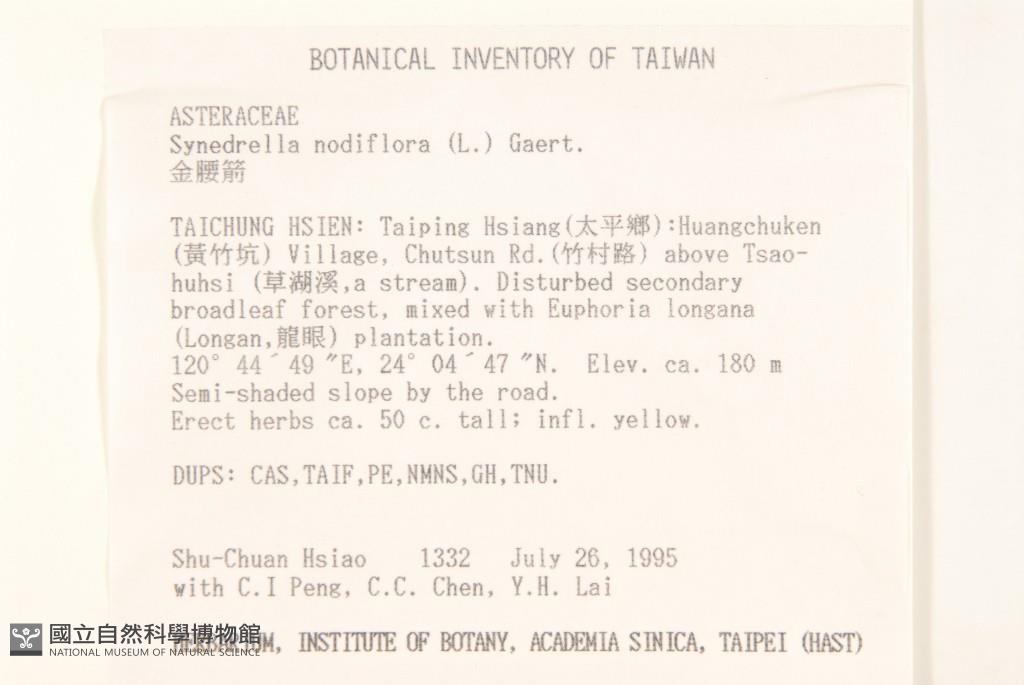 BOTANICAL INVENTORY OF TAIWAN
ASTERACEAE
Synedrella nodiflora (L.) Gaert.
金腰箭
TAICHUNG HSIEN: Taiping Hsiang(太平鄉):Huangchuken
(黃竹坑) Village, Chutsun Rd.(竹村路) above Tsao-
huhsi (草湖溪,a stream). Disturbed secondary
broadleaf forest, mixed with Euphoria longana
(Longan,龍眼) plantation.
120° 44´49 ″E, 24° 04´47 ″N. Elev. ca. 180 m
Semi-shaded slope by the road.
Erect herbs ca. 50 c. tall; infl. yellow.
DUPS: CAS,TAIF,PE,NMNS,GH,TNU.
Shu-Chuan Hsiao 1332 July 26, 1995
with C.I Peng, C.C. Chen, Y.H. Lai
HERBARIUM, INSTITUTE OF BOTANY, ACADEMIA SINICA, TAIPEI (HAST)
國立自然科學博物館
NATIONAL MUSEUM OF NATURAL SCIENCE